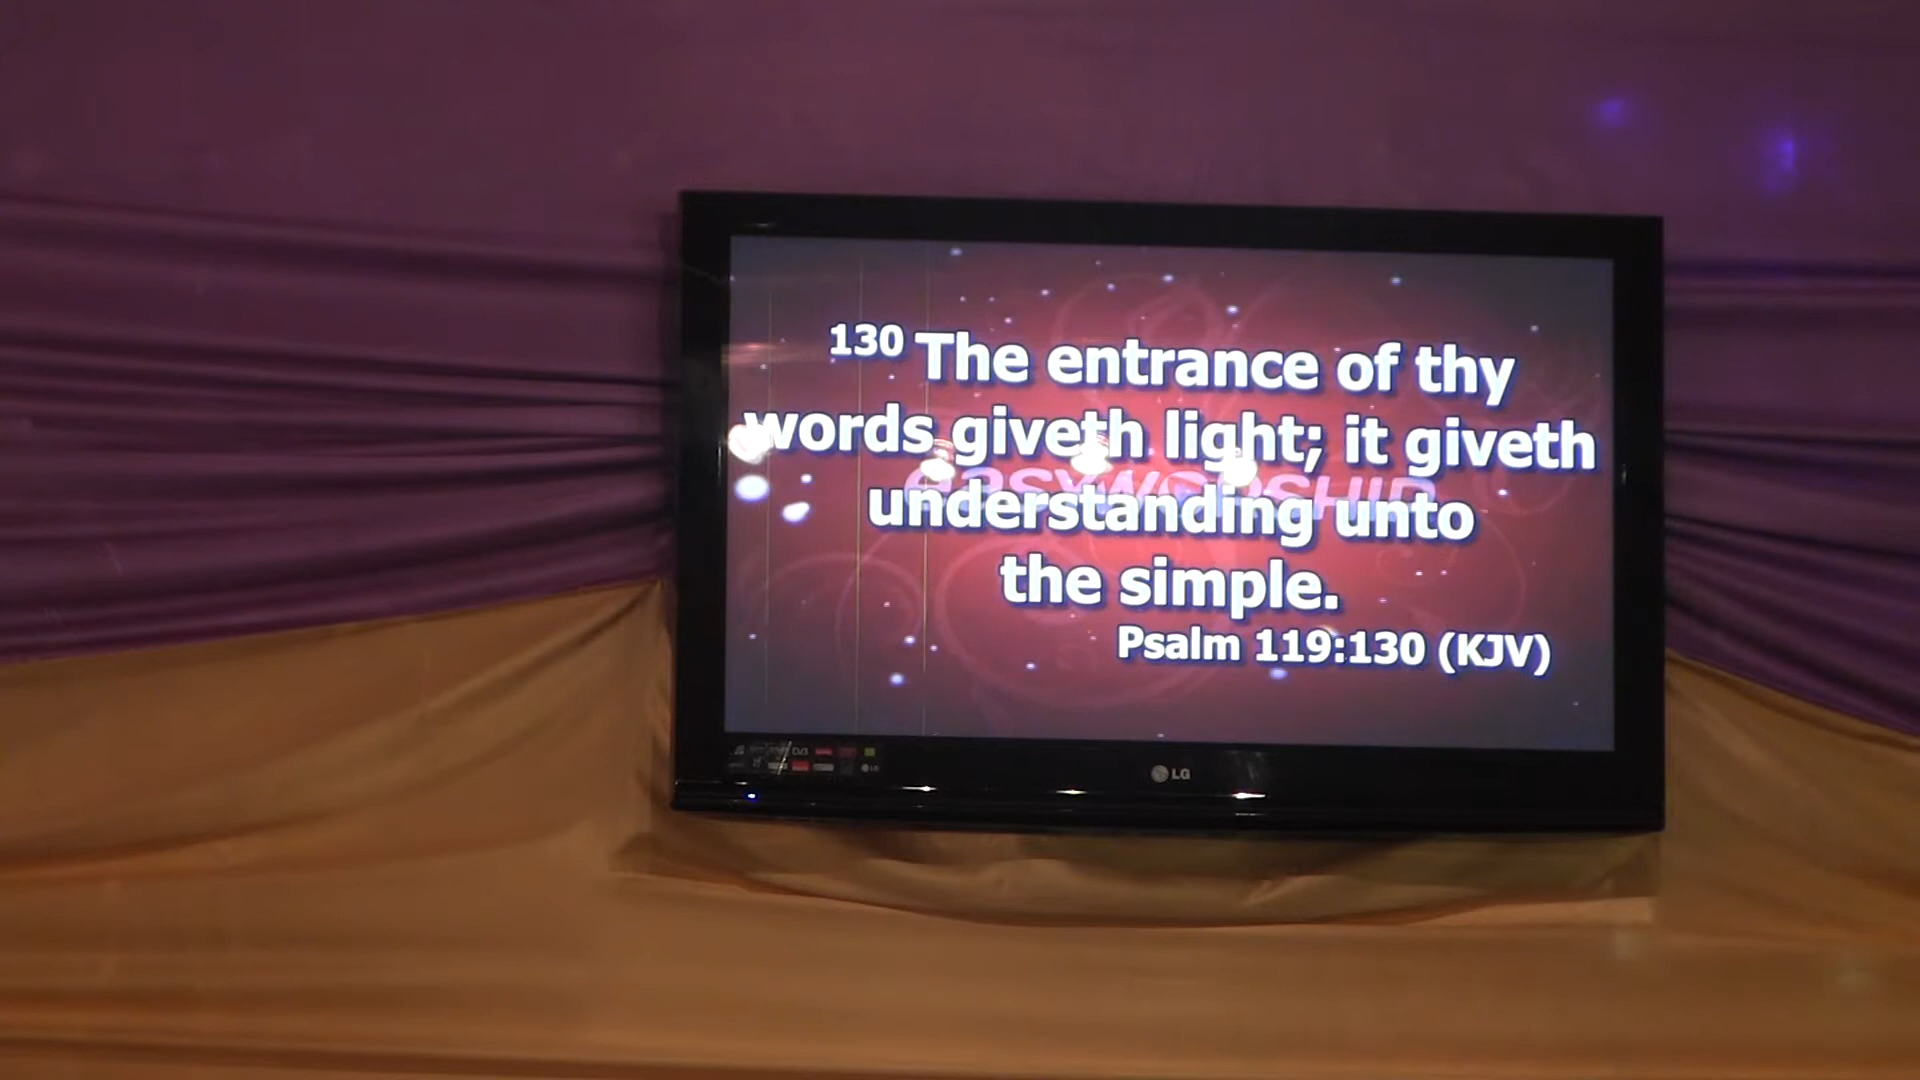 130 The entrance of thy
words giveth light; it giveth
easyworship
understanding unto
the simple.
Psalm 119:130 (KJV)
LG